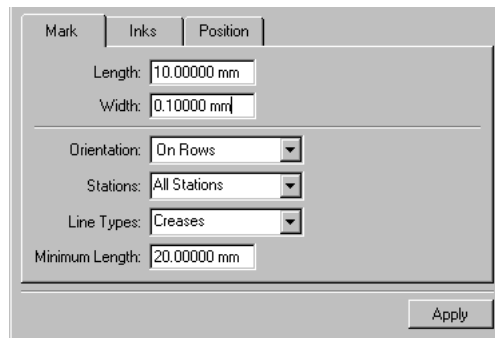 Mark Inks Position
Length: 10.00000 mm
Width: 0.10000 mm
Orientation: On Rows
Stations: All Stations
Line Types: Creases
Minimum Length: 20.00000 mm
Apply